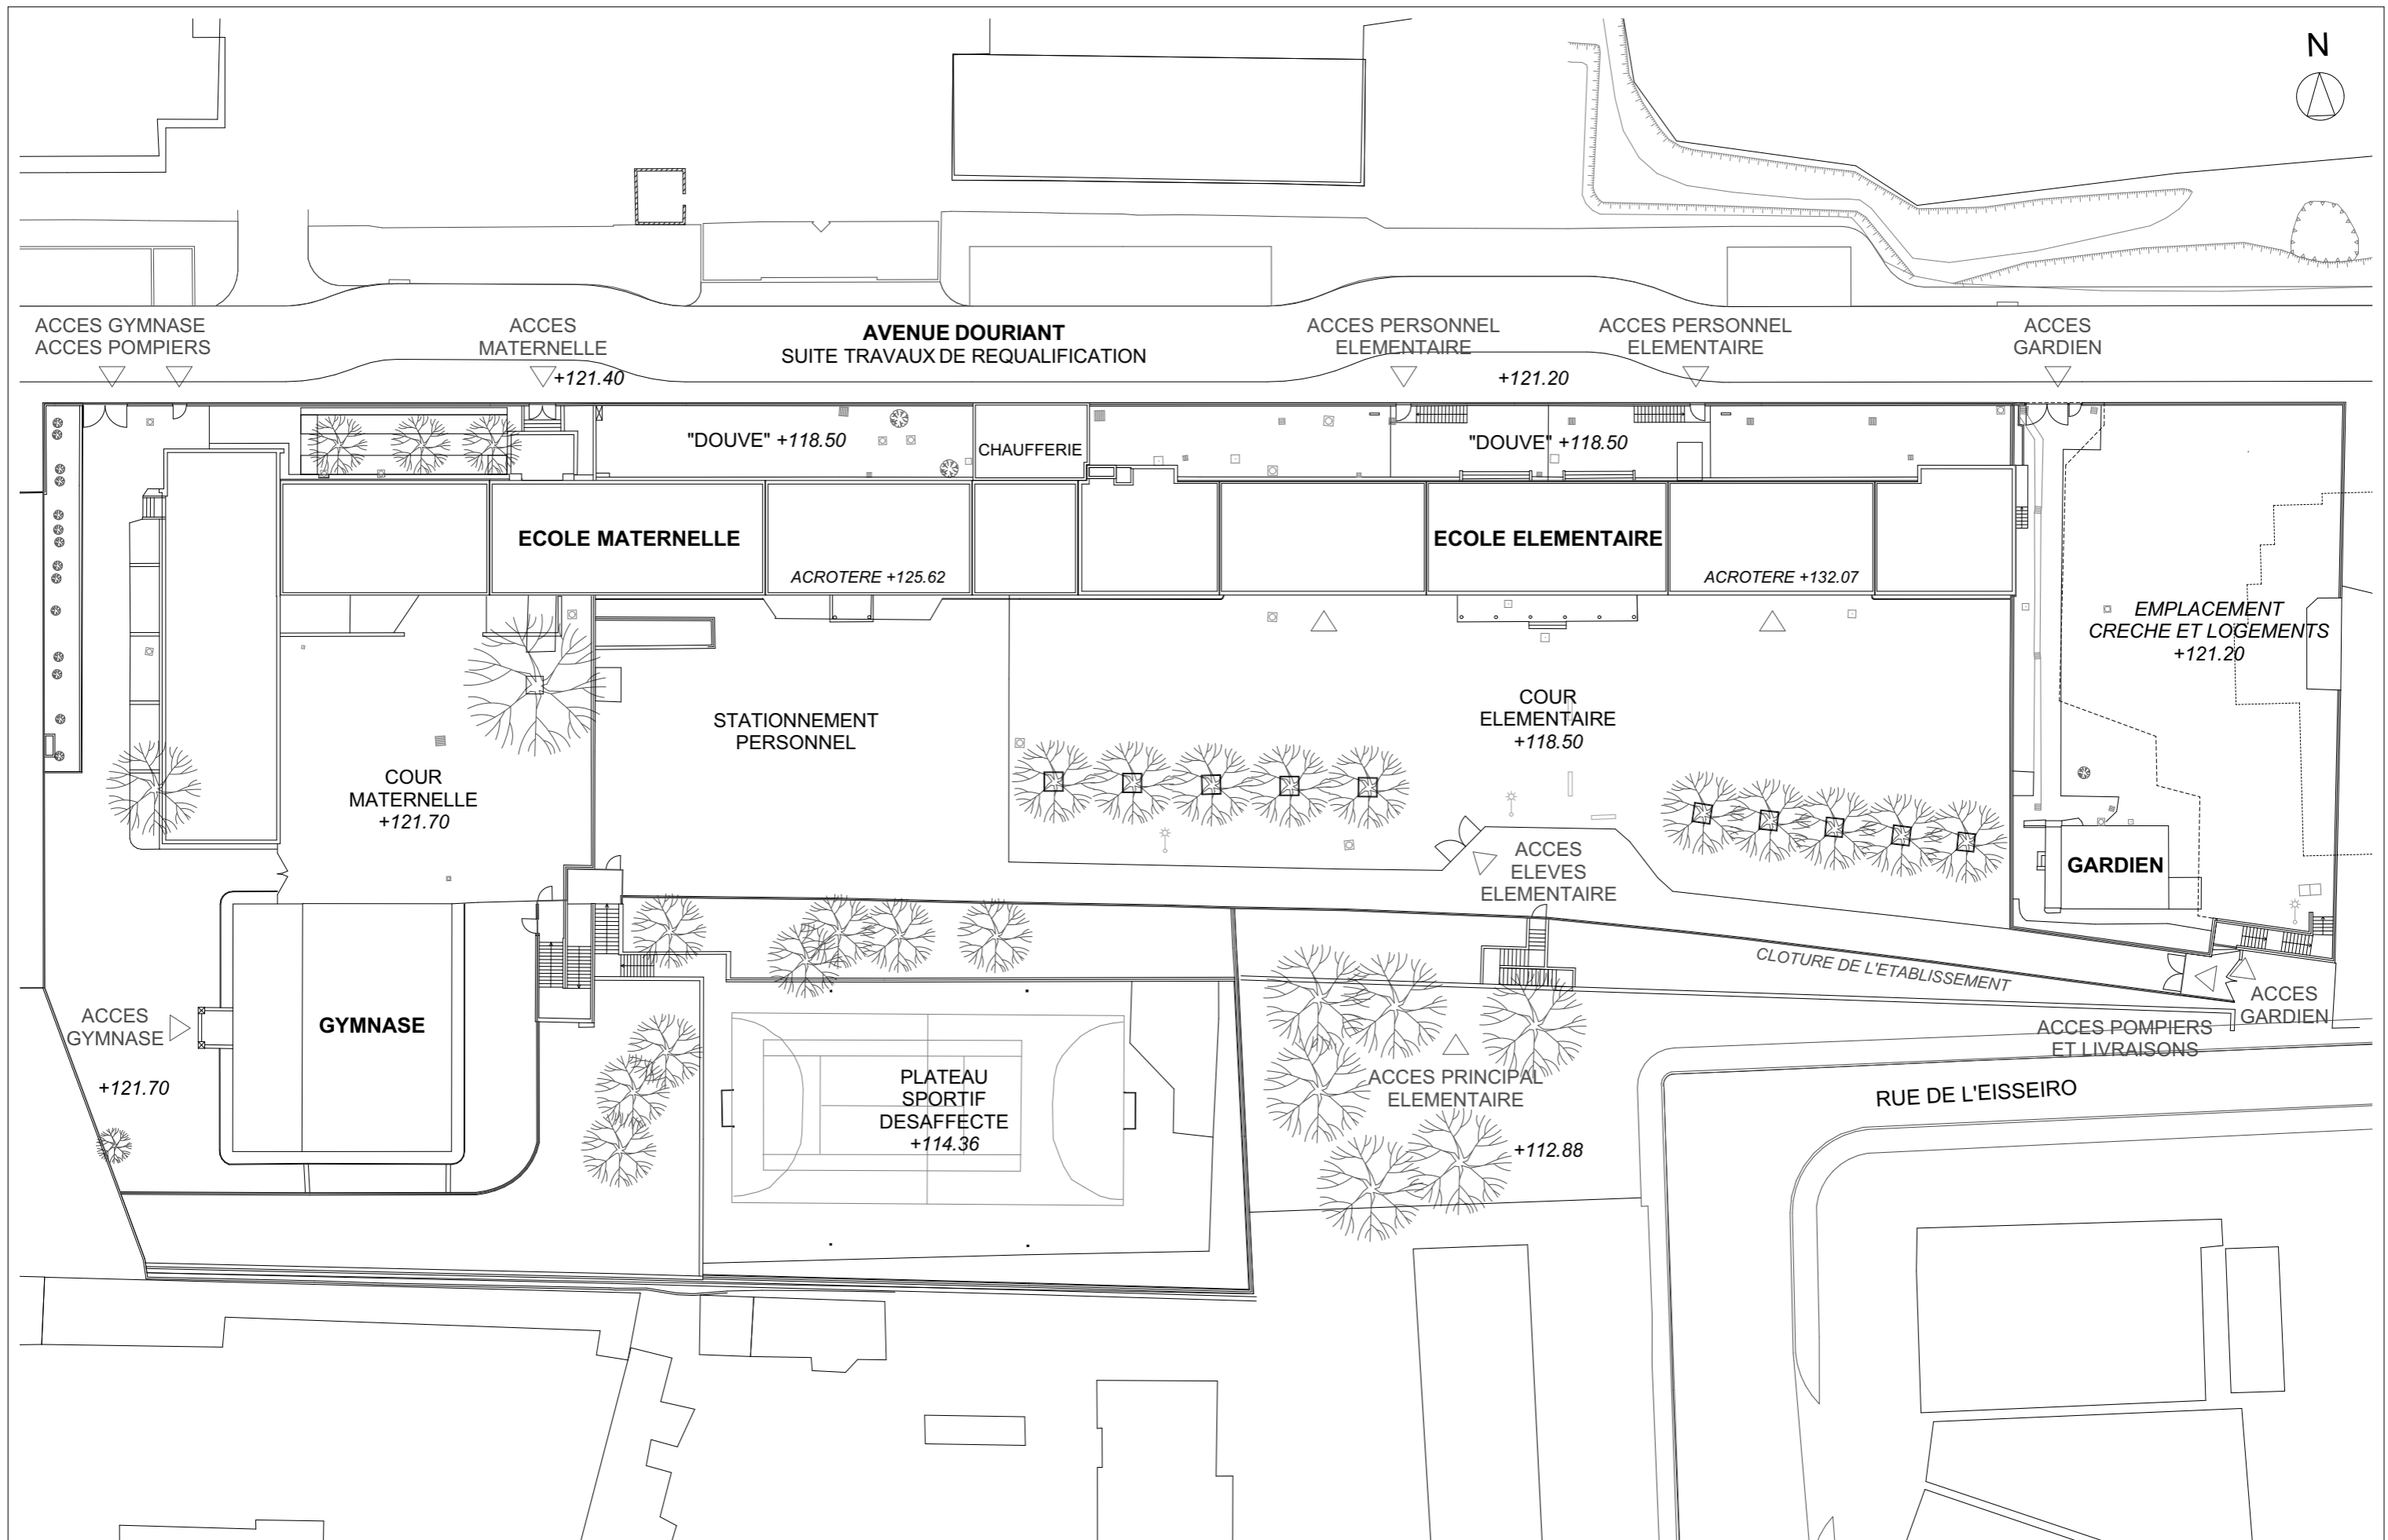 N
ACCES GYMNASE
ACCES POMPIERS
ACCES
MATERNELLE
+121.40
AVENUE DOURIANT
SUITE TRAVAUX DE REQUALIFICATION
ACCES PERSONNEL
ELEMENTAIRE
+121.20
ACCES PERSONNEL
ELEMENTAIRE
ACCES
GARDIEN
"DOUVE" +118.50
CHAUFFERIE
"DOUVE" +118.50
ECOLE MATERNELLE
ACROTERE +125.62
ECOLE ELEMENTAIRE
ACROTERE +132.07
EMPLACEMENT
CRECHE ET LOGEMENTS
+121.20
STATIONNEMENT
PERSONNEL
COUR
ELEMENTAIRE
+118.50
COUR
MATERNELLE
+121.70
ACCES
ELEVES
ELEMENTAIRE
GARDIEN
CLOTURE DE L'ETABLISSEMENT
ACCES
GARDIEN
ACCES POMPIERS
ET LIVRAISONS
ACCES
GYMNASE
GYMNASE
+121.70
PLATEAU
SPORTIF
DESAFFECTE
+114.36
ACCES PRINCIPAL
ELEMENTAIRE
+112.88
RUE DE L'EISSEIRO